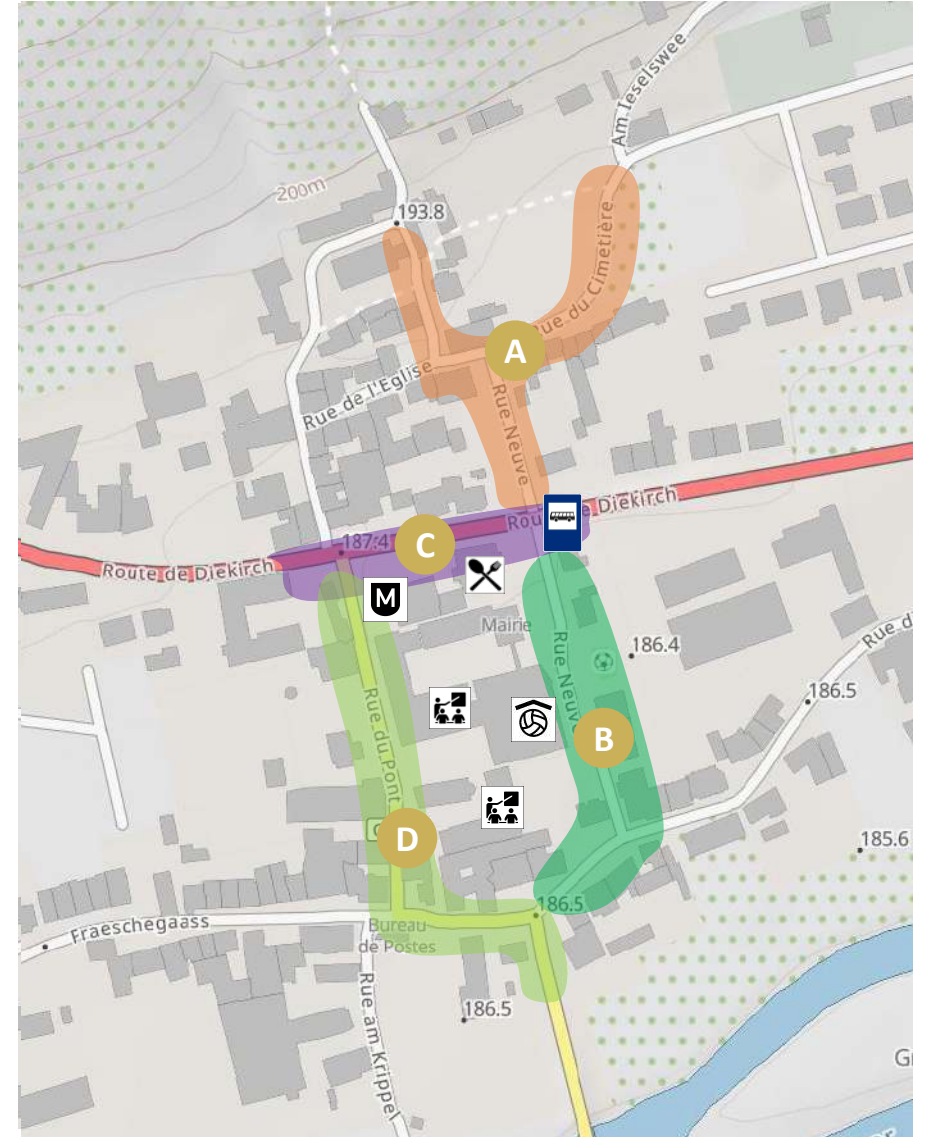 Am Ieselswee
200m
193.8
Rue du Cimetière
A
Rue de l'Eglise
Rue Neuve
Route de Diekirch
187.4
C
Route de Diekirch
M
Mairie
Rue Neuve
186.4
Rue d
186.5
Rue du Pont
B
D
185.6
186.5
Fraeschegaass
Bureau
de Postes
186.5
Rue am Krippel